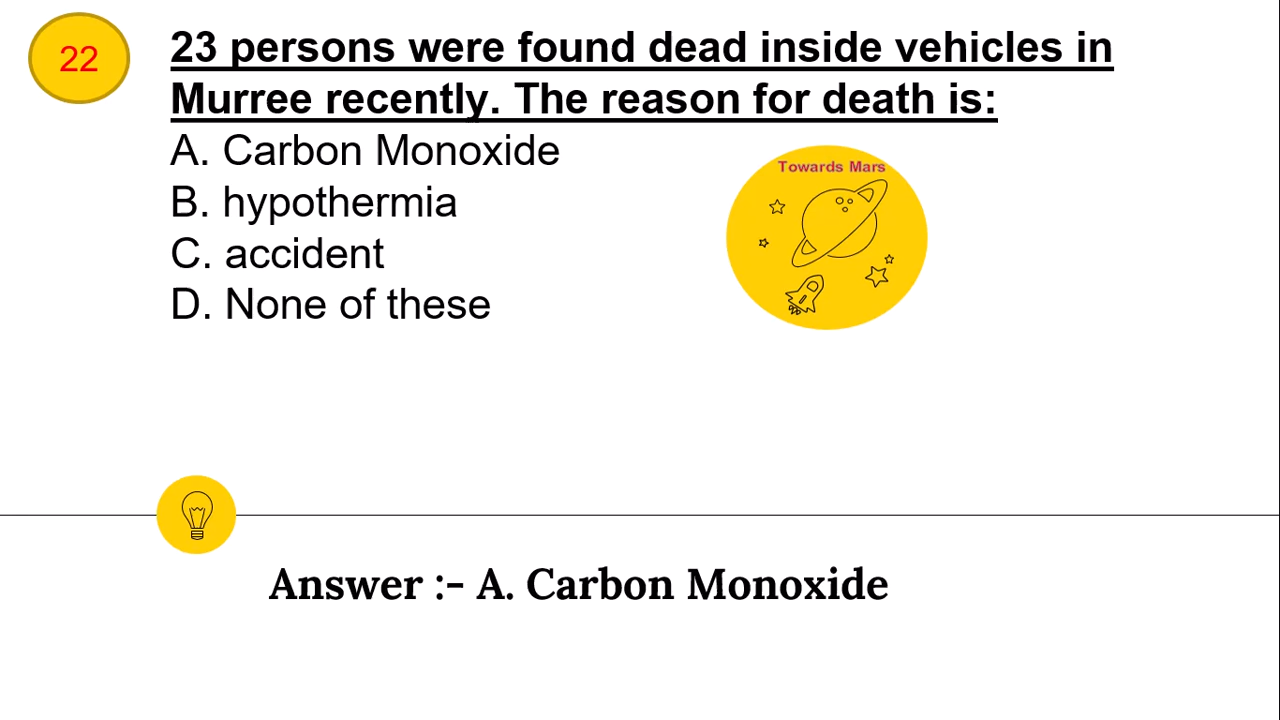 22
23 persons were found dead inside vehicles in
Murree recently. The reason for death is:
A. Carbon Monoxide
B. hypothermia
C. accident
D. None of these
Towards Mars
Answer :- A. Carbon Monoxide